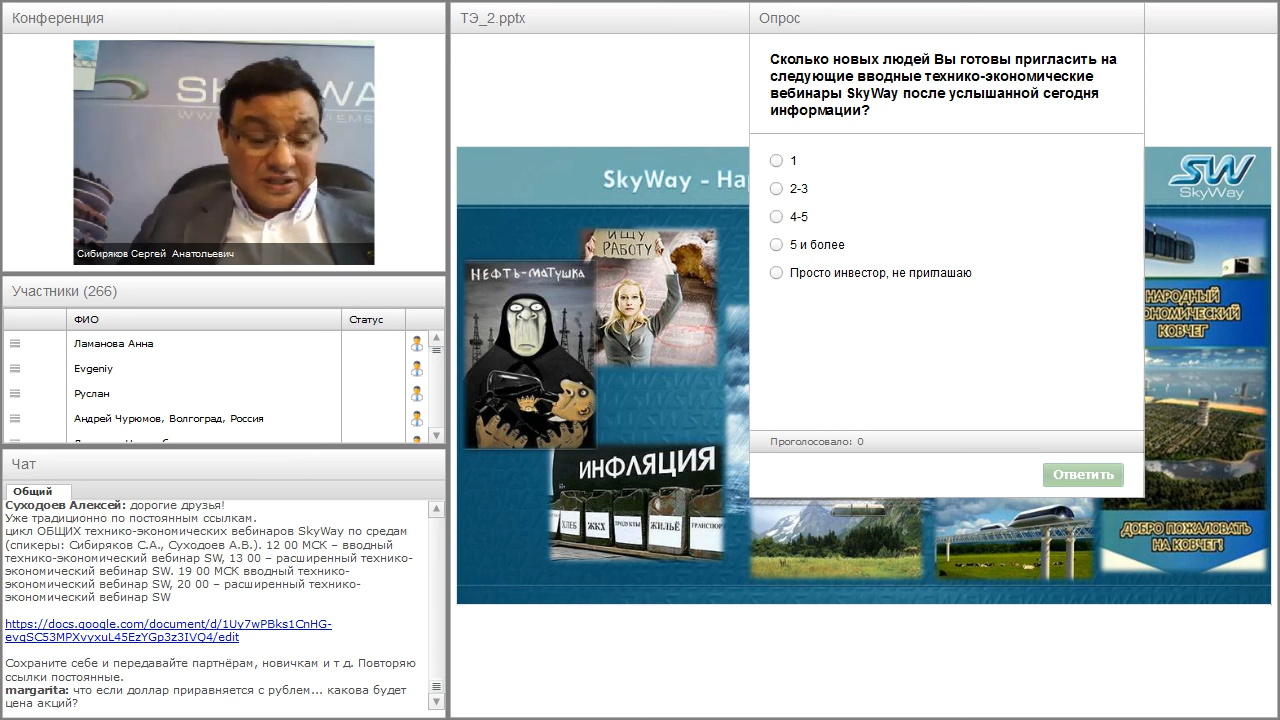 Конференция
SKYWAY
Сибиряков Сергей Анатольевич
Участники (266)
ФИО
Статус
Ламанова Анна
Evgeniy
Руслан
Андрей Чурюмов, Волгоград, Россия
Чат
Общий
Суходоев Алексей: дорогие друзья!
Уже традиционно по постоянным ссылкам.
цикл ОБЩИХ технико-экономических вебинаров SkyWay по средам
(спикеры: Сибиряков С.А., Суходоев А.В.). 12 00 МСК – вводный
технико-экономический вебинар SW, 13 00 – расширенный технико-
экономический вебинар SW, 19 00 МСК вводный технико-
экономический вебинар SW, 20 00 – расширенный технико-
экономический вебинар SW
https://docs.google.com/document/d/1Uy7wPBks1CnHG-
evqSC53MPXvyxuL45EzYGp3z3IVQ4/edit
Сохраните себе и передавайте партнёрам, новичкам и т д. Повторяю
ссылки постоянные.
margarita: что если доллар приравняется с рублем... какова будет
цена акций?
ТЭ_2.pptx
SkyWay - На
SW
SkyWay
ИЩУ
РАБОТУ
НЕФТЬ-МАТУШКА
ИНФЛЯЦИЯ
ХЛЕБ
ЖКХ
ПРОДУКТЫ
ЖИЛЬЁ
ТРАНСПОР
НАРОДНЫЙ
ОНОМИЧЕСКИЙ
КОВЧЕГ
ДОБРО ПОЖАЛОВАТЬ
НА КОВЧЕГ!
Опрос
Сколько новых людей Вы готовы пригласить на
следующие вводные технико-экономические
вебинары SkyWay после услышанной сегодня
информации?
1
2-3
4-5
5 и более
Просто инвестор, не приглашаю
Проголосовало: 0
Ответить